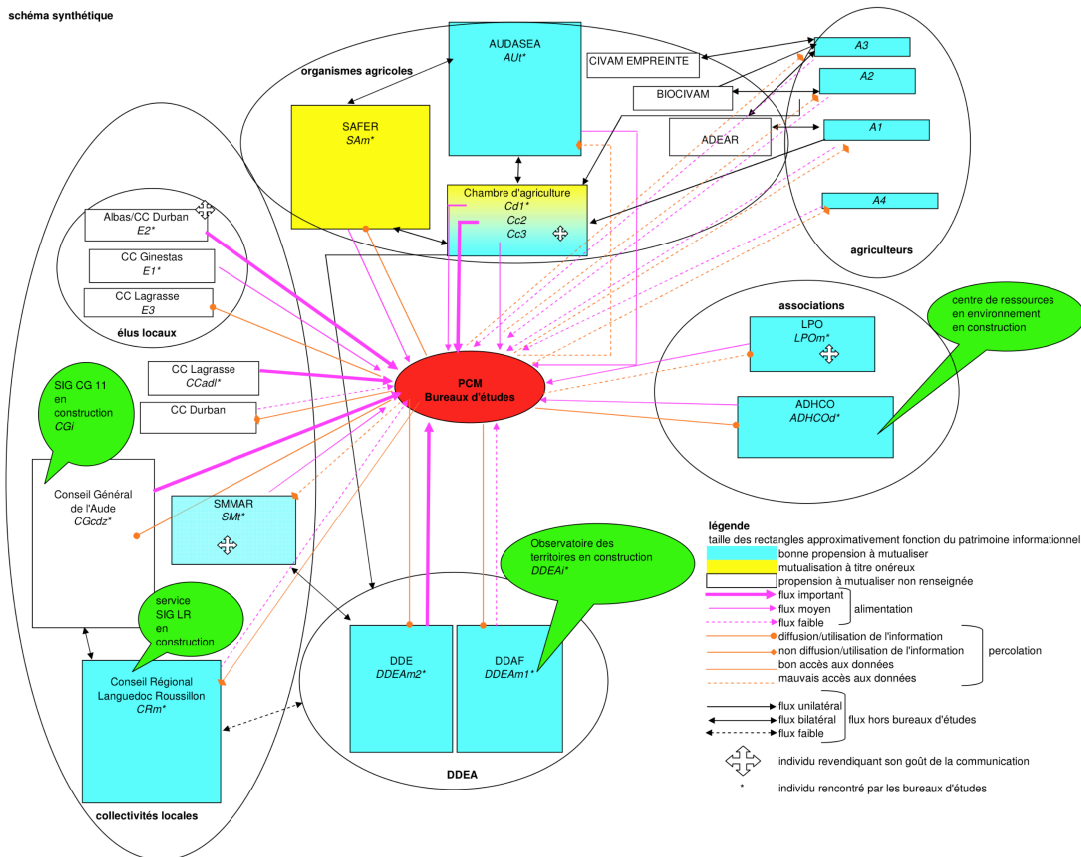 schéma synthétique
organismes agricoles
AUDASEA
AUt*
CIVAM EMPREINTE
BIOCIVAM
ADEAR
A3
A2
A1
A4
agriculteurs
SAFER
SAm*
Chambre d'agriculture
Cd1*
Cc2
Cc3
Albas/CC Durban
E2*
CC Ginestas
E1*
CC Lagrasse
E3
élus locaux
CC Lagrasse
CCadl*
CC Durban
PCM
Bureaux d'études
associations
LPO
LPOm*
ADHCO
ADHCOd*
centre de ressources
en environnement
en construction
SIG CG 11
en
construction
CGi
Conseil Général
de l'Aude
CGcdz*
SMMAR
SMt*
service
SIG LR
en
construction
Conseil Régional
Languedoc Roussillon
CRm*
collectivités locales
Observatoire des
territoires en construction
DDEAi*
DDE
DDEAm2*
DDAF
DDEAm1*
DDEA
légende
taille des rectangles approximativement fonction du patrimoine informationnel
bonne propension à mutualiser
mutualisation à titre onéreux
propension à mutualiser non renseignée
flux important
flux moyen
flux faible
alimentation
diffusion/utilisation de l'information
non diffusion/utilisation de l'information
bon accès aux données
mauvais accès aux données
percolation
flux unilatéral
flux bilatéral
flux faible
flux hors bureaux d'études
individu revendiquant son goût de la communication
* individu rencontré par les bureaux d'études